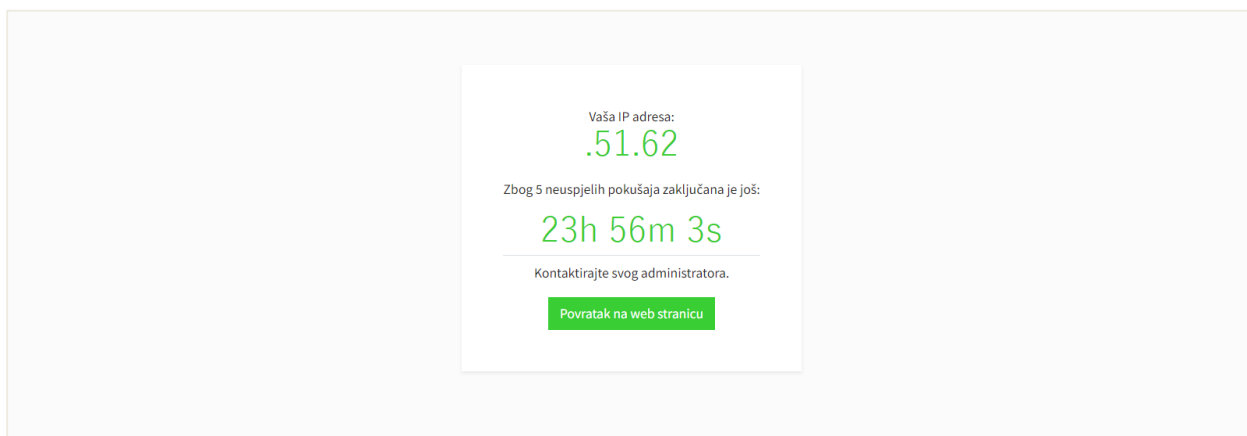 Vaša IP adresa:
.51.62
Zbog 5 neuspjelih pokušaja zaključana je još:
23h 56m 3s
Kontaktirajte svog administratora.
Povratak na web stranicu